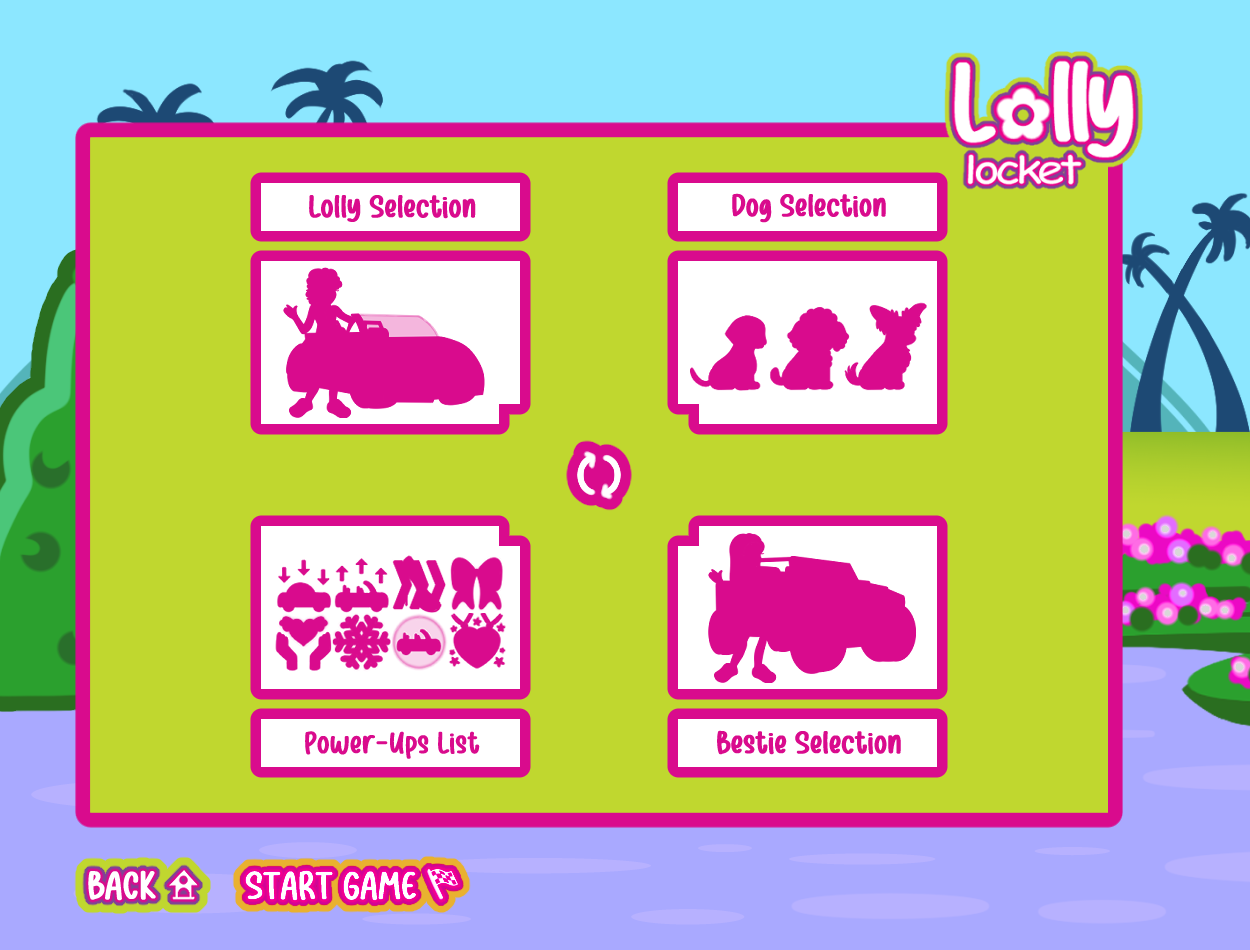 Lolly
locket
Lolly Selection
Dog Selection
Power-Ups List
Bestie Selection
BACK
START GAME